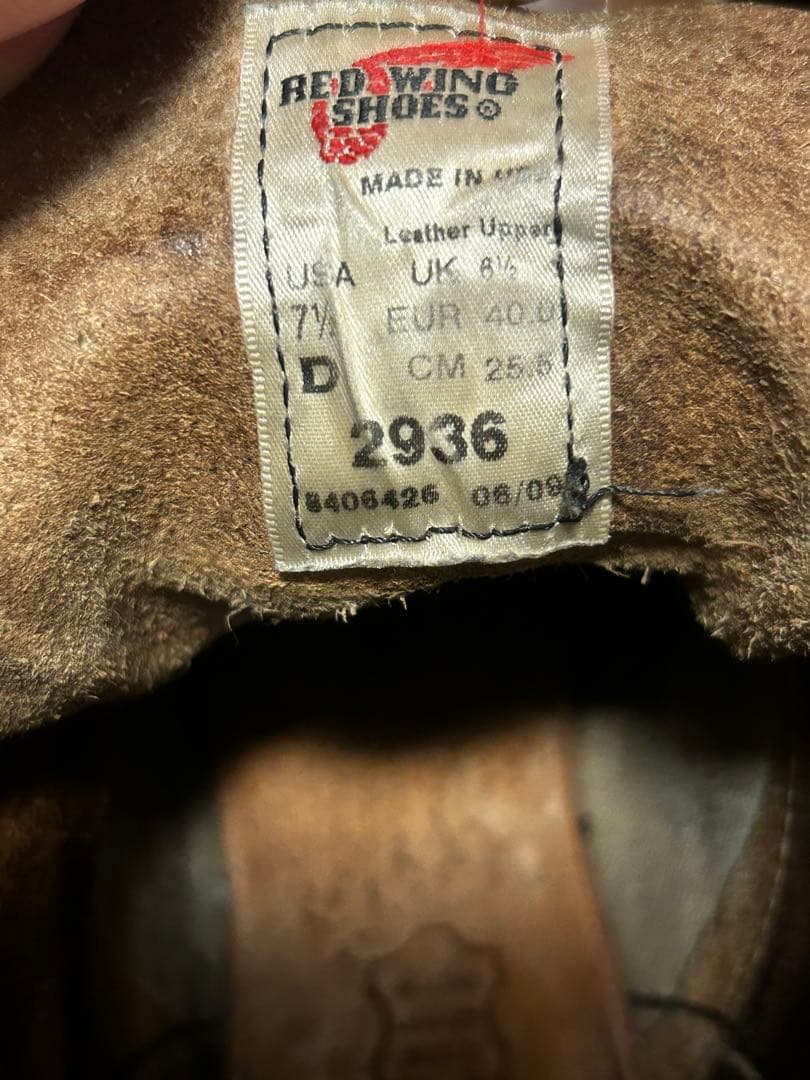 RED WING
SHOES®
MADE IN USA
Leather Upper
USA UK 6½
7½ EUR 40.0
D CM 25.5
2936
8406426 06/09